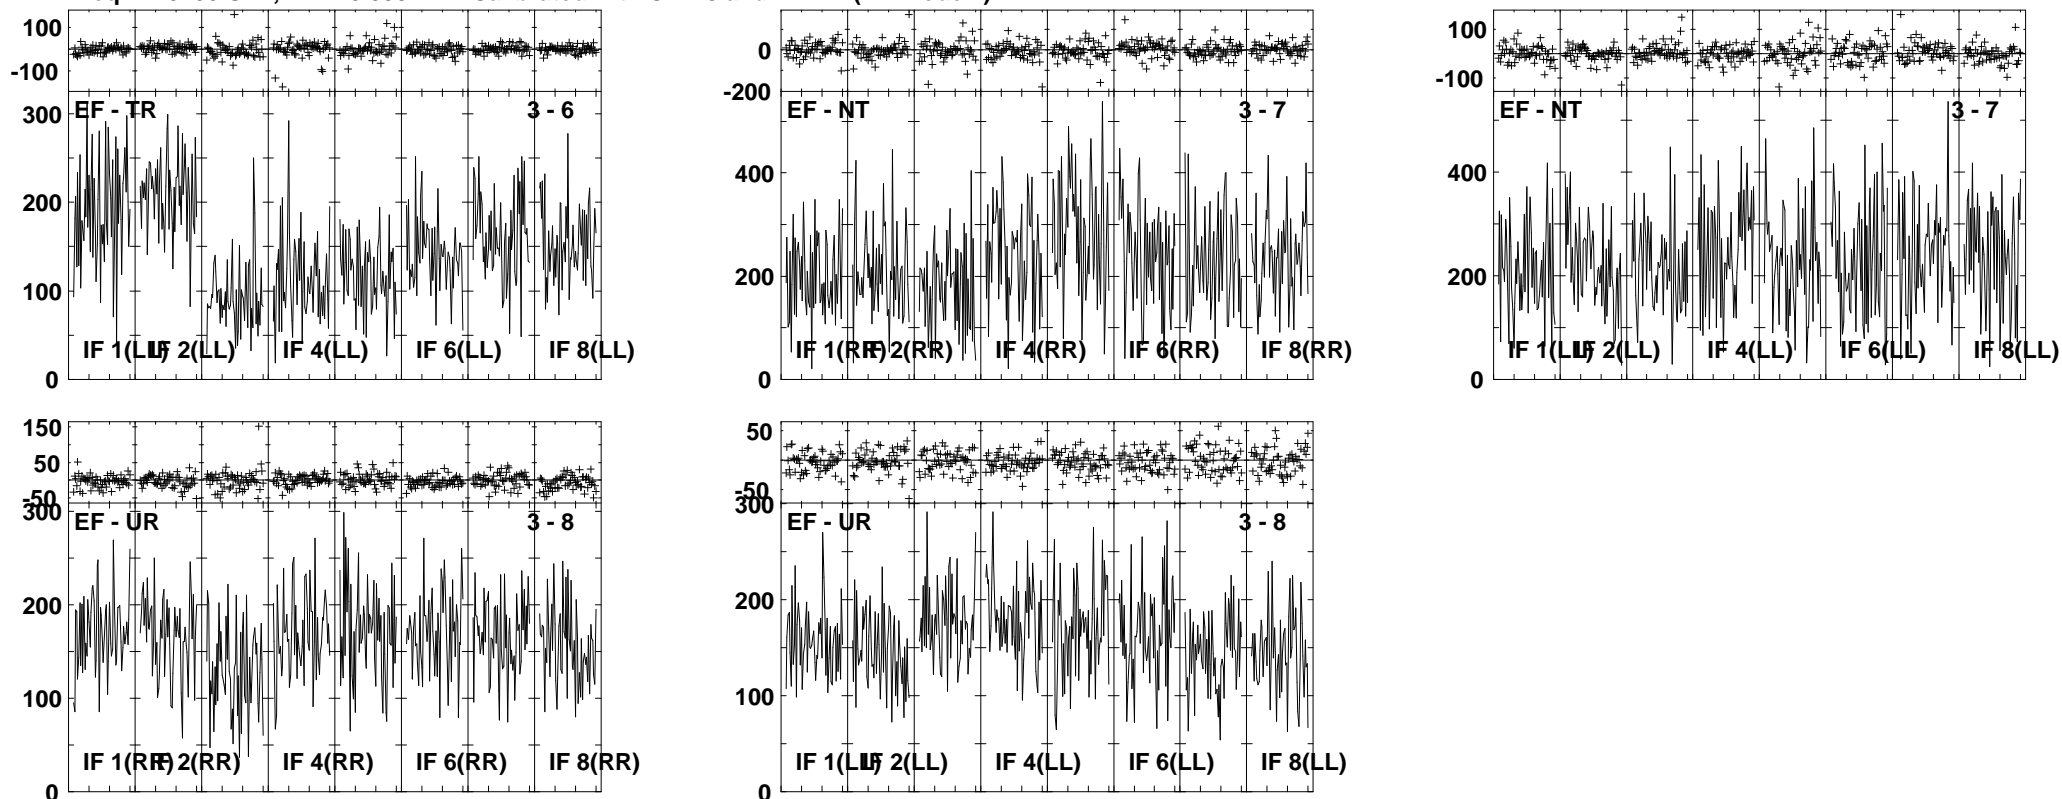 100
-100
300
200
100
0
EF - TR
3 - 6
IF 1(LL)
IF 2(LL)
IF 4(LL)
IF 6(LL)
IF 8(LL)
0
-200
400
200
0
EF - NT
3 - 7
IF 1(RR)
IF 2(RR)
IF 4(RR)
IF 6(RR)
IF 8(RR)
100
-100
400
200
0
EF - NT
3 - 7
IF 1(LL)
IF 2(LL)
IF 4(LL)
IF 6(LL)
IF 8(LL)
150
50
-50
300
200
100
0
EF - UR
3 - 8
IF 1(RR)
IF 2(RR)
IF 4(RR)
IF 6(RR)
IF 8(RR)
50
-50
300
200
100
0
EF - UR
3 - 8
IF 1(LL)
IF 2(LL)
IF 4(LL)
IF 6(LL)
IF 8(LL)